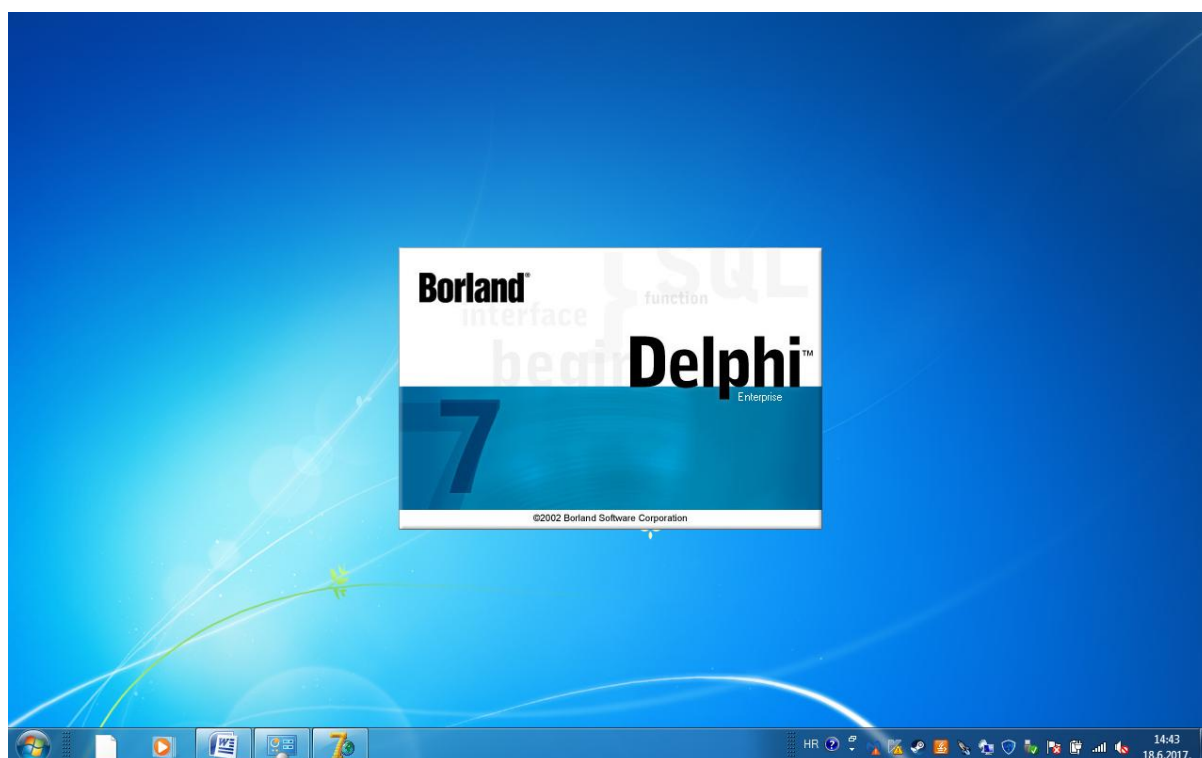 Borland®
SQL
function
interface
begin
Delphi™
Enterprise
7
©2002 Borland Software Corporation
HR
14:43
18.6.2017